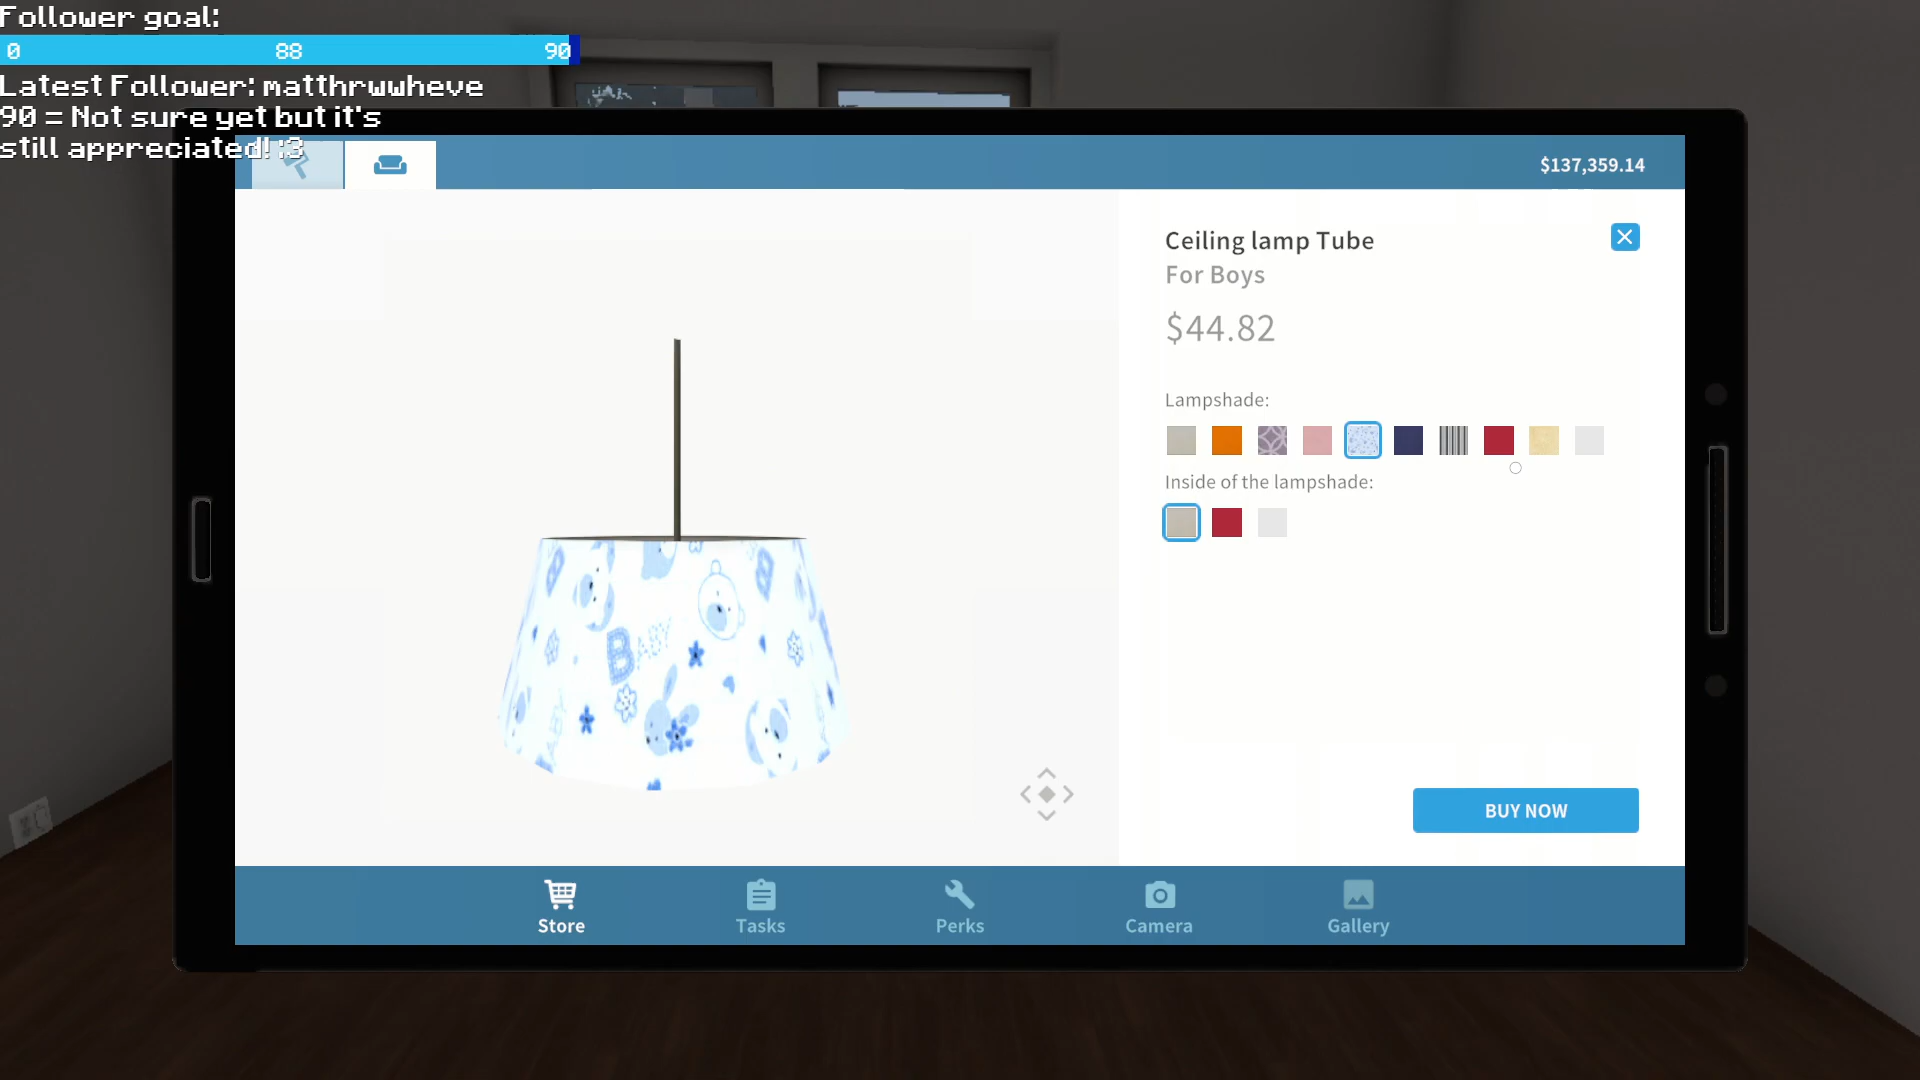 Follower goal:
0 88 90
Latest Follower: matthrwwheve
90 = Not sure yet but it's
still appreciated! :3
$137,359.14
Ceiling lamp Tube
For Boys
$44.82
Lampshade:
Inside of the lampshade:
BABY
BUY NOW
Store Tasks Perks Camera Gallery